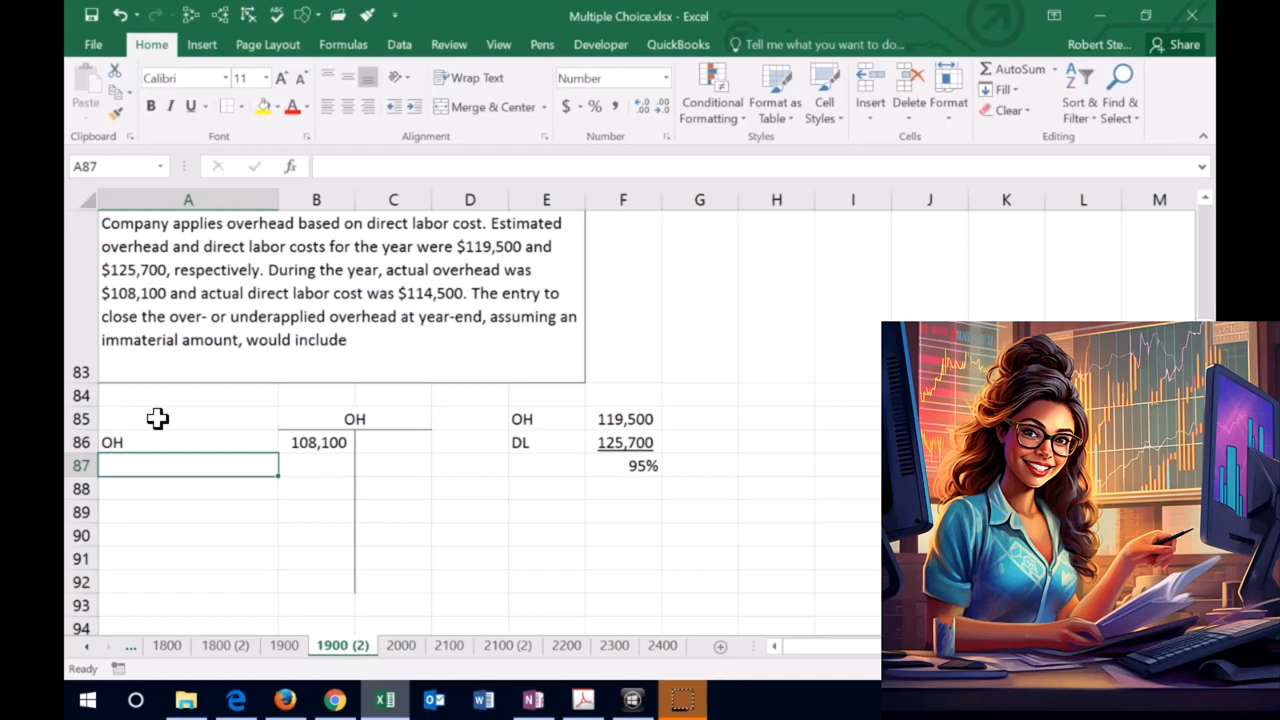 Multiple Choice.xlsx - Excel
File Home Insert Page Layout Formulas Data Review View Pens Developer QuickBooks Tell me what you want to do... Robert Ste... Share
Paste Calibri 11 A A Wrap Text Number AutoSum
B I U A Merge & Center $ % , Conditional Formatting Format as Table Cell Styles Insert Delete Format Fill Clear Sort & Filter Find & Select
Clipboard Font Alignment Number Styles Cells Editing
A87 fx
A B C D E F G H I J K L M
Company applies overhead based on direct labor cost. Estimated
overhead and direct labor costs for the year were $119,500 and
$125,700, respectively. During the year, actual overhead was
$108,100 and actual direct labor cost was $114,500. The entry to
close the over- or underapplied overhead at year-end, assuming an
immaterial amount, would include
83
84
85 OH OH 119,500
86 OH 108,100 DL 125,700
87 95%
88
89
90
91
92
93
94
... 1800 1800 (2) 1900 1900 (2) 2000 2100 2100 (2) 2200 2300 2400
Ready